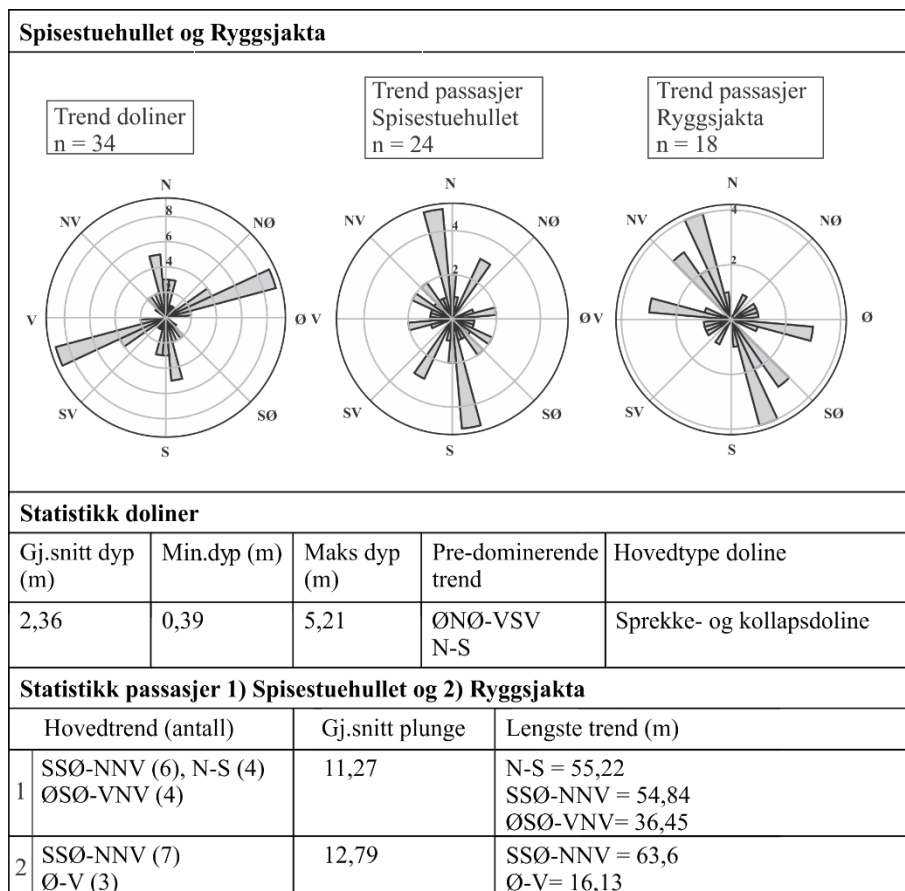 Spisestuehullet og Ryggsjakta
Trend doliner
n = 34
Trend passasjer
Spisestuehullet
n = 24
Trend passasjer
Ryggsjakta
n = 18
N
NØ
Ø
SØ
S
SV
V
NV
8
6
4
2
N
NØ
Ø
SØ
S
SV
V
NV
4
2
N
NØ
Ø
SØ
S
SV
V
NV
4
2
Statistikk doliner
Gj.snitt dyp
(m)
Min.dyp (m)
Maks dyp
(m)
Pre-dominerende
trend
Hovedtype doline
2,36
0,39
5,21
ØNØ-VSV
N-S
Sprekke- og kollapsdoline
Statistikk passasjer 1) Spisestuehullet og 2) Ryggsjakta
Hovedtrend (antall)
Gj.snitt plunge
Lengste trend (m)
1
SSØ-NNV (6), N-S (4)
ØSØ-VNV (4)
11,27
N-S = 55,22
SSØ-NNV = 54,84
ØSØ-VNV= 36,45
2
SSØ-NNV (7)
Ø-V (3)
12,79
SSØ-NNV = 63,6
Ø-V= 16,13